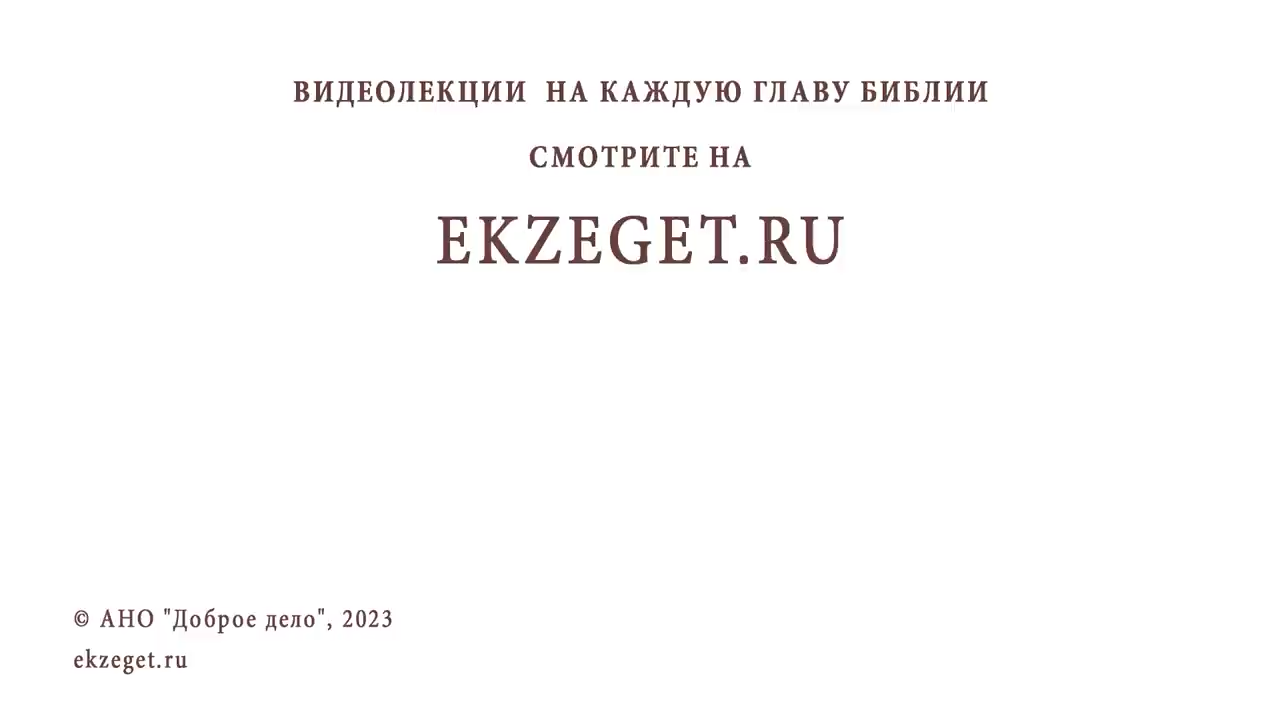 ВИДЕОЛЕКЦИИ НА КАЖДУЮ ГЛАВУ БИБЛИИ
СМОТРИТЕ НА
EKZEGET.RU
© АНО "Доброе дело", 2023
ekzeget.ru